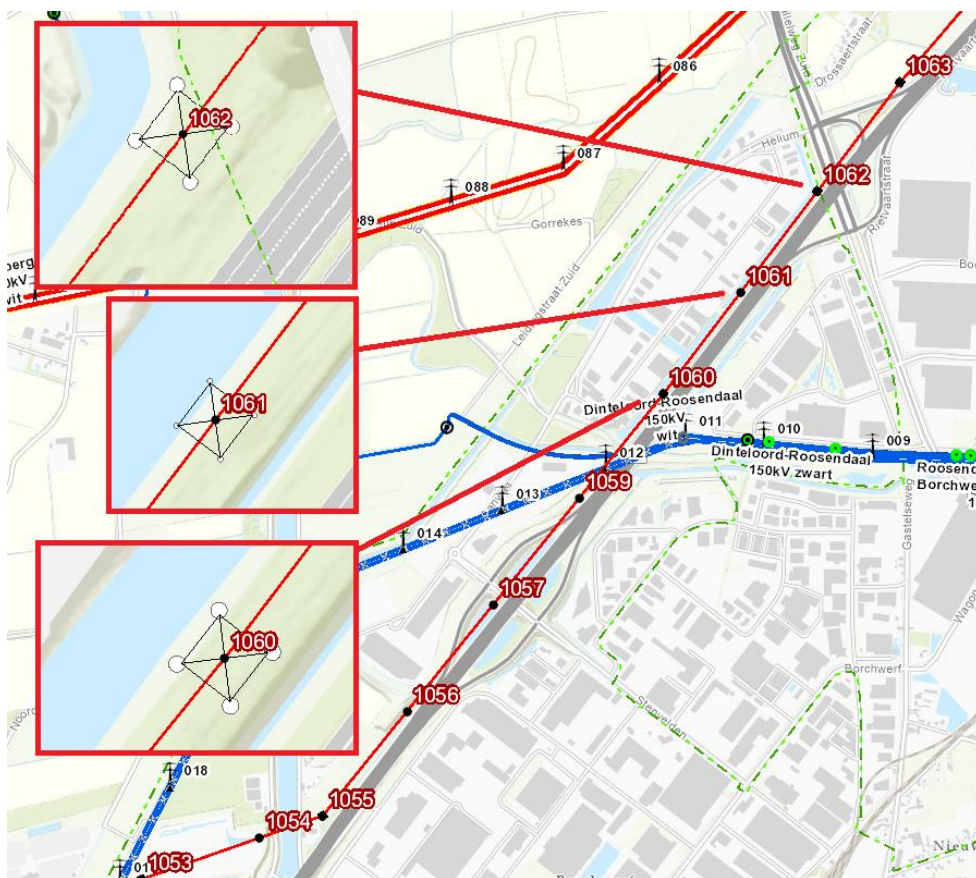 1062
1061
1060
086
087
088
089
Gorrekes
Leidingstraat-Zuid
Helium
Drossaertstraat
Rietvaartstraat
1063
1062
1061
1060
Dinteloord-Roosendaal
150kV
wit
011
010
009
012
Dinteloord-Roosendaal
150kV zwart
1059
013
014
Gastelseweg
1057
Borchwerf
Stepvelden
1056
1055
1054
1053
018